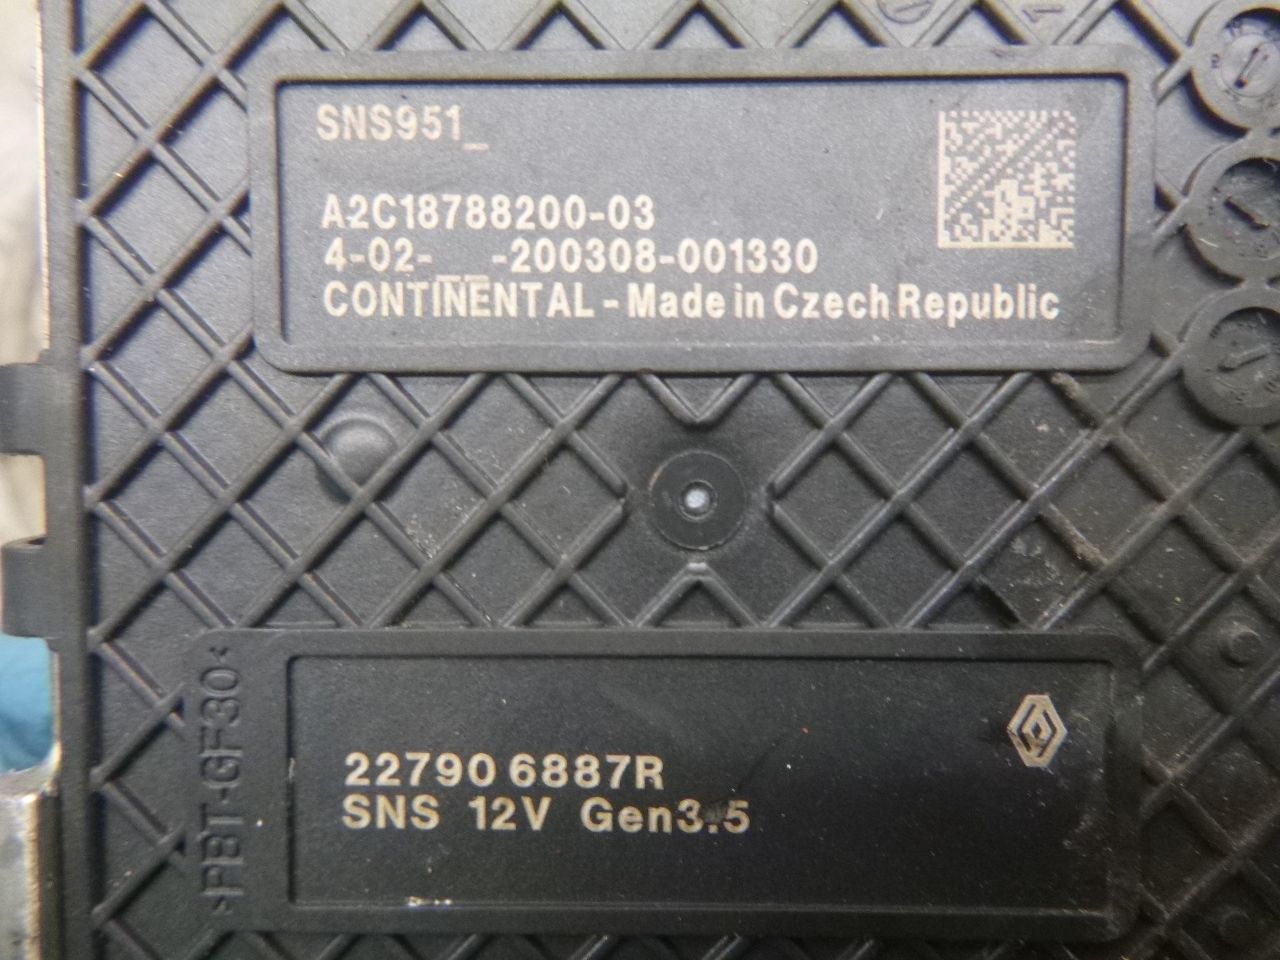 SNS951_
A2C18788200-03
4-02-__-200308-001330
CONTINENTAL - Made in Czech Republic
>PBT-GF30<
22790 6887R
SNS 12V Gen3.5